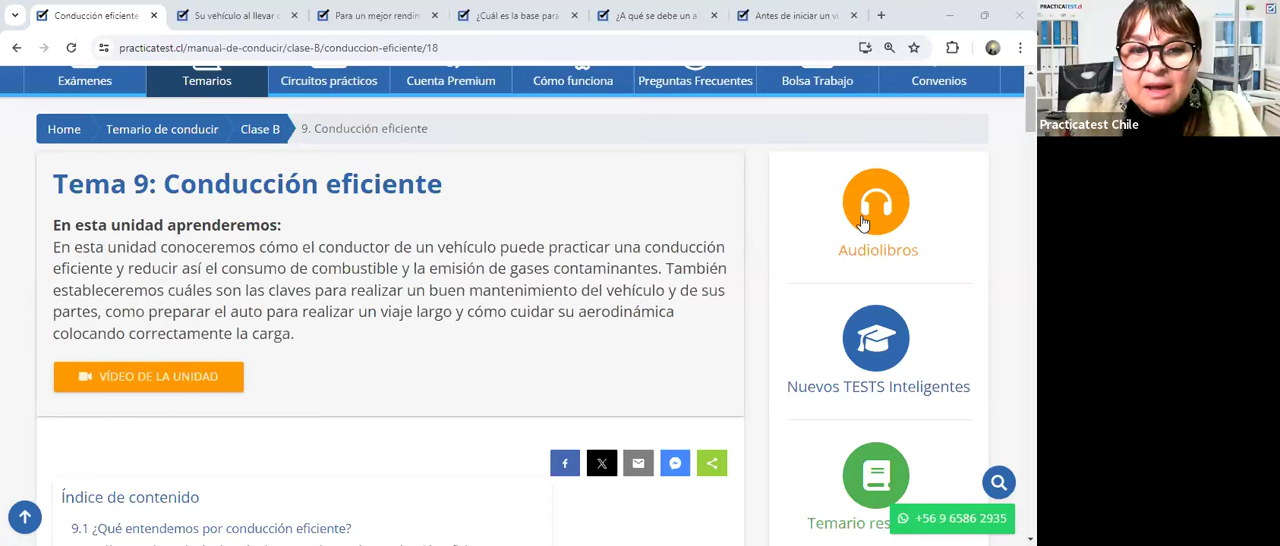 Conducción eficiente
Su vehículo al llevar c
Para un mejor rendim
¿Cuál es la base para
¿A qué se debe un a
Antes de iniciar un vi
practicatest.cl/manual-de-conducir/clase-B/conduccion-eficiente/18
Exámenes
Temarios
Circuitos prácticos
Cuenta Premium
Cómo funciona
Preguntas Frecuentes
Bolsa Trabajo
Convenios
PRACTICATEST.CL
Practicatest Chile
Home
Temario de conducir
Clase B
9. Conducción eficiente
Tema 9: Conducción eficiente
En esta unidad aprenderemos:
En esta unidad conoceremos cómo el conductor de un vehículo puede practicar una conducción
eficiente y reducir así el consumo de combustible y la emisión de gases contaminantes. También
estableceremos cuáles son las claves para realizar un buen mantenimiento del vehículo y de sus
partes, como preparar el auto para realizar un viaje largo y cómo cuidar su aerodinámica
colocando correctamente la carga.
VÍDEO DE LA UNIDAD
Audiolibros
Nuevos TESTS Inteligentes
Temario res
+56 9 6586 2935
Índice de contenido
9.1 ¿Qué entendemos por conducción eficiente?